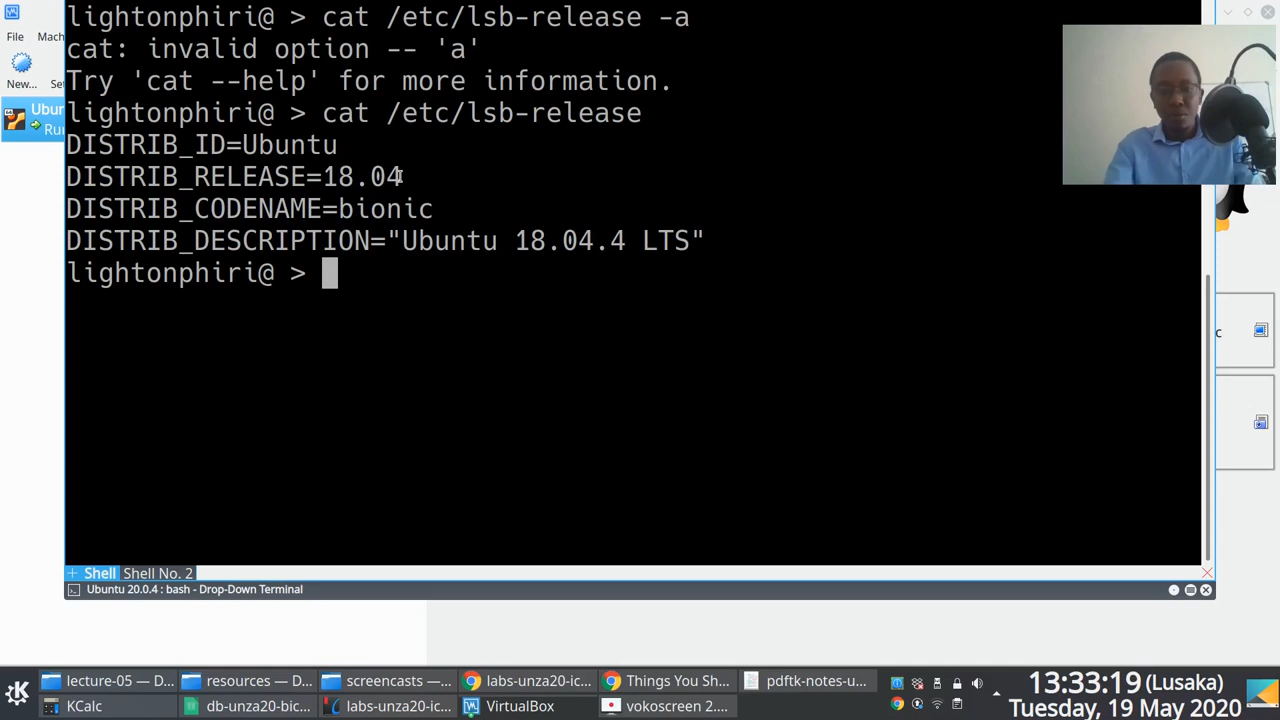 lightonphiri@ > cat /etc/lsb-release -a
File Mach
cat: invalid option -- 'a'
Try 'cat --help' for more information.
New... Set
lightonphiri@ > cat /etc/lsb-release
Ubun
Run
DISTRIB_ID=Ubuntu
DISTRIB_RELEASE=18.04
DISTRIB_CODENAME=bionic
DISTRIB_DESCRIPTION="Ubuntu 18.04.4 LTS"
lightonphiri@ >
c
Shell Shell No. 2
Ubuntu 20.0.4 : bash - Drop-Down Terminal
lecture-05 — D... resources — D... screencasts —... labs-unza20-ic... Things You Sh... pdftk-notes-u...
13:33:19 (Lusaka)
KCalc db-unza20-bic... labs-unza20-ic... VirtualBox vokoscreen 2....
Tuesday, 19 May 2020